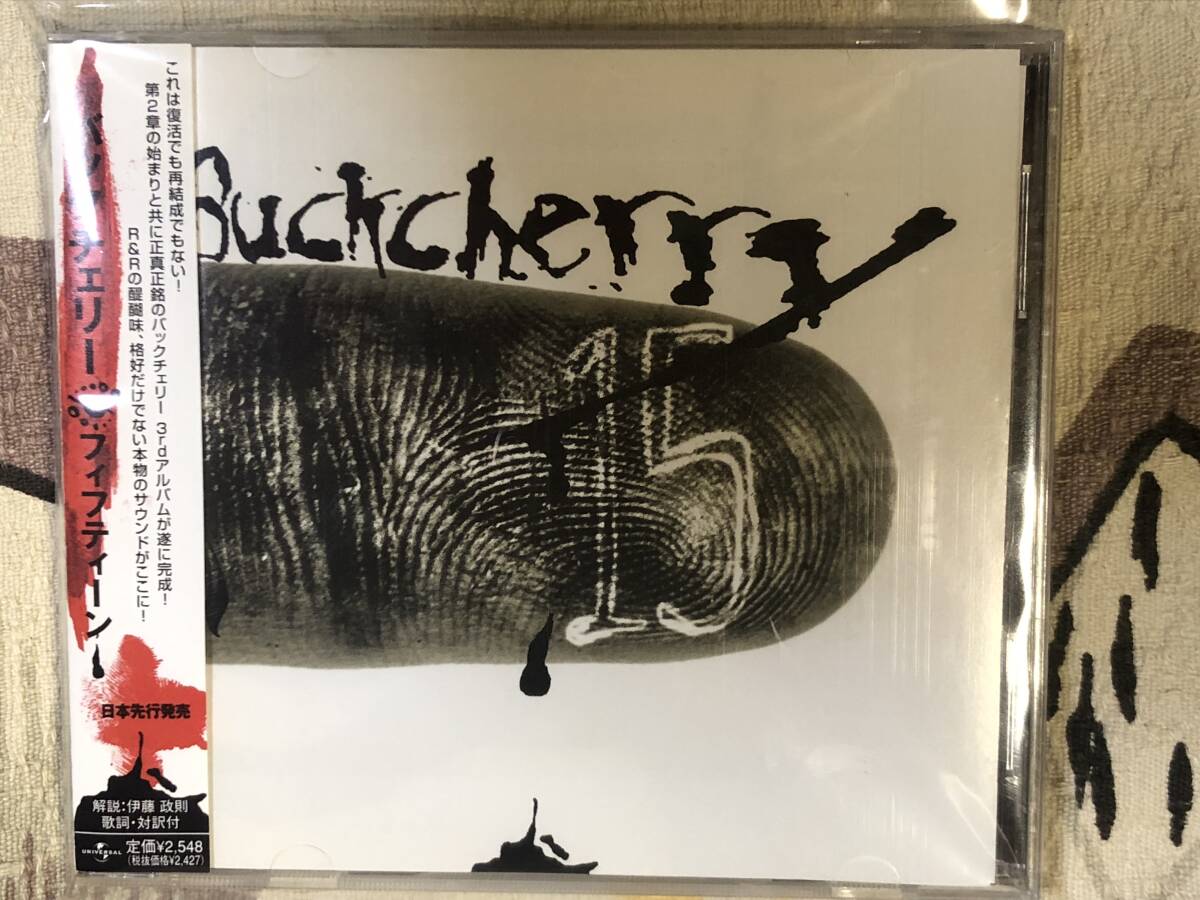 バックチェリー フィフティーン
これは復活でも再結成でもない!
第2章の始まりと共に正真正銘のバックチェリー 3rdアルバムが遂に完成!
R&Rの醍醐味、格好だけでない本物のサウンドがここに!
日本先行発売
解説:伊藤 政則
歌詞・対訳付
UNIVERSAL
定価¥2,548
(税抜価格¥2,427)
Buckcherry
15